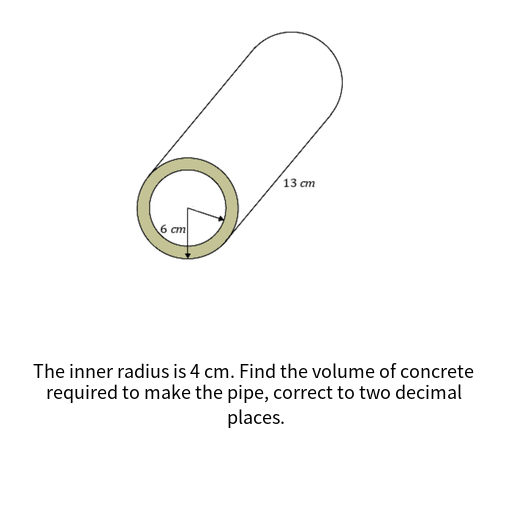 13 cm
6 cm
The inner radius is 4 cm. Find the volume of concrete
required to make the pipe, correct to two decimal
places.